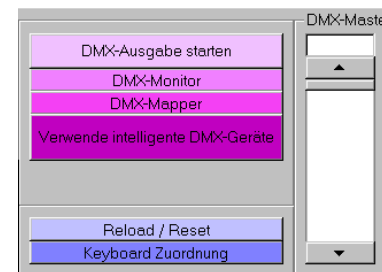 DMX-Maste
DMX-Ausgabe starten
DMX-Monitor
DMX-Mapper
Verwende intelligente DMX-Geräte
Reload / Reset
Keyboard Zuordnung